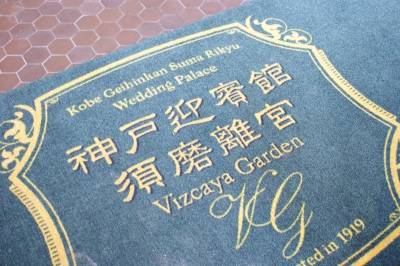 Kobe Geihinkan Suma Rikyu
Wedding Palace
神戸迎賓館
須磨離宮
Vizcaya Garden
VG
in 1919